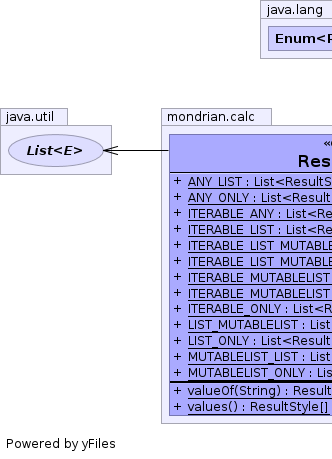 java.lang
Enum<
java.util
List<E>
mondrian.calc
+ ANY_LIST : List<ResultS
+ ANY_ONLY : List<Result
+ ITERABLE_ANY : List<Re
+ ITERABLE_LIST : List<Re
+ ITERABLE_LIST_MUTABLE
+ ITERABLE_LIST_MUTABL
+ ITERABLE_MUTABLELIST
+ ITERABLE_MUTABLELIST
+ ITERABLE_ONLY : List<R
+ LIST_MUTABLELIST : List
+ LIST_ONLY : List<Result
+ MUTABLELIST_LIST : List
+ MUTABLELIST_ONLY : Lis
+ valueOf(String) : Result
+ values() : ResultStyle[]
Powered by yFiles